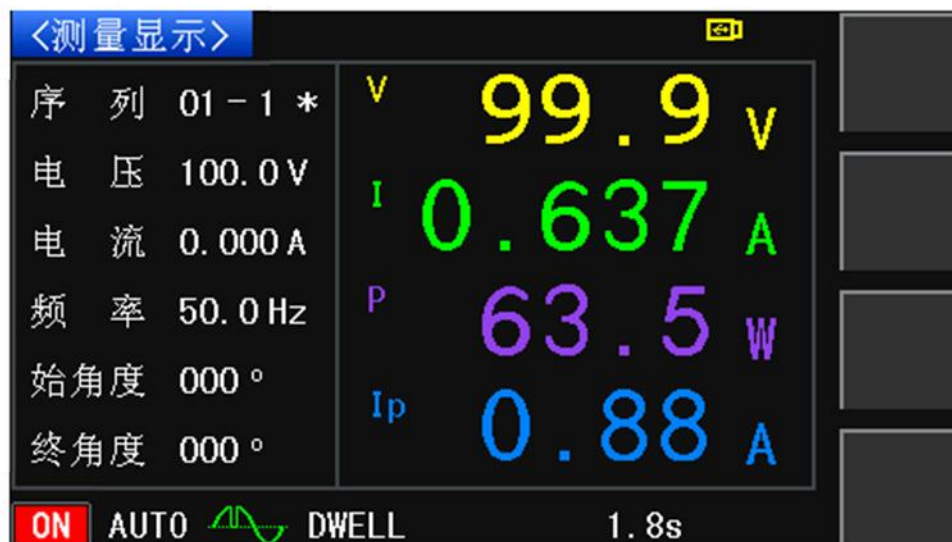 <测量显示>
序 列 01-1 *
电 压 100.0V
电 流 0.000A
频 率 50.0Hz
始角度 000°
终角度 000°
V 99.9 V
I 0.637 A
P 63.5 W
Ip 0.88 A
ON AUTO DWELL 1.8s